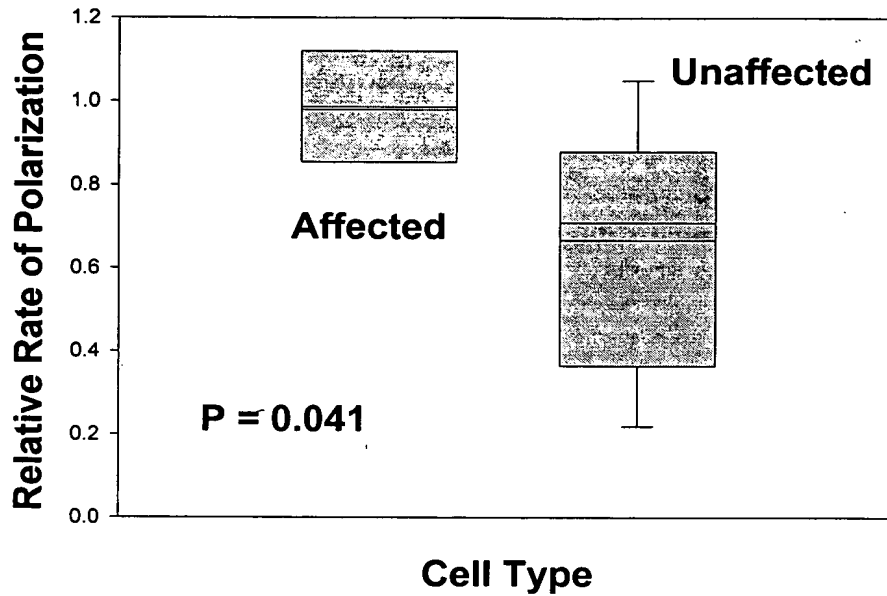 Relative Rate of Polarization
1.2
1.0
0.8
0.6
0.4
0.2
0.0
Unaffected
Affected
P = 0.041
Cell Type